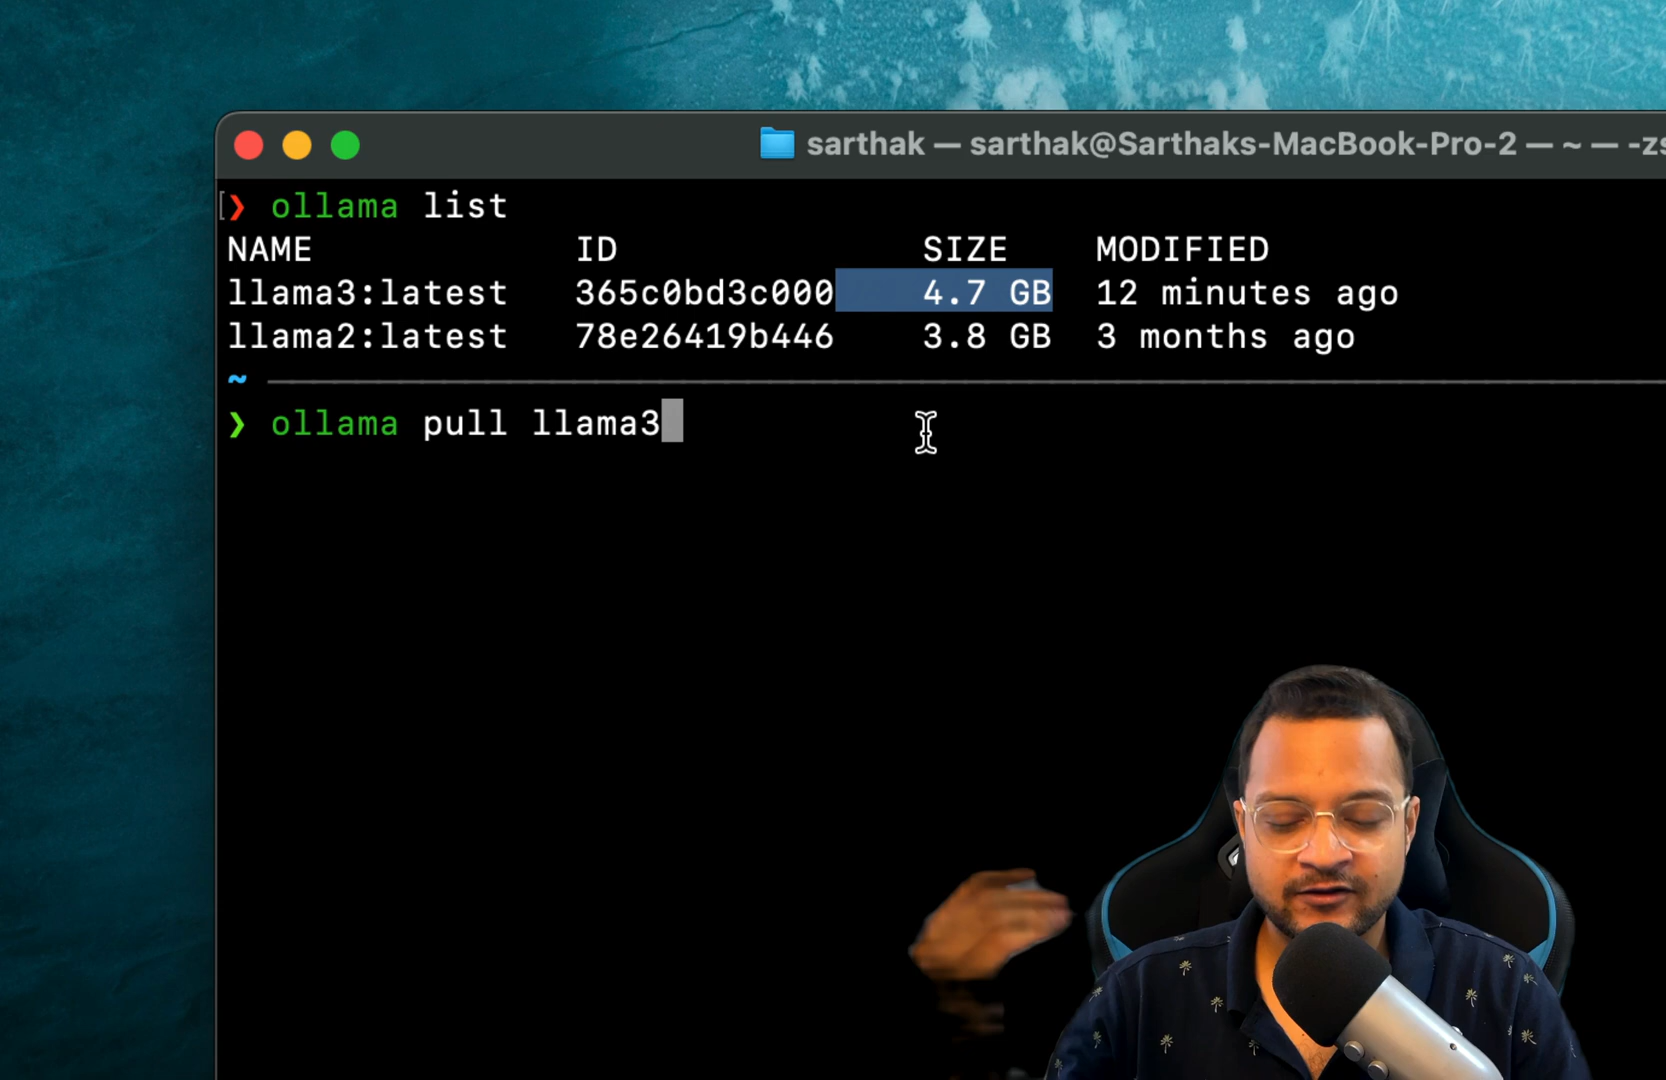 sarthak — sarthak@Sarthaks-MacBook-Pro-2 — ~ — -zs
[❯ ollama list
NAME ID SIZE MODIFIED
llama3:latest 365c0bd3c000 4.7 GB 12 minutes ago
llama2:latest 78e26419b446 3.8 GB 3 months ago
~
❯ ollama pull llama3